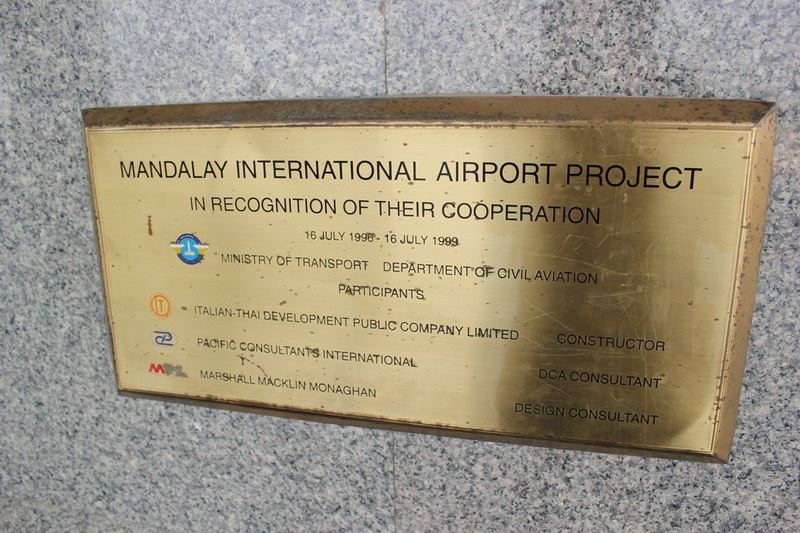 MANDALAY INTERNATIONAL AIRPORT PROJECT
IN RECOGNITION OF THEIR COOPERATION
16 JULY 1996 - 16 JULY 1999
MINISTRY OF TRANSPORT DEPARTMENT OF CIVIL AVIATION
PARTICIPANTS
ITALIAN-THAI DEVELOPMENT PUBLIC COMPANY LIMITED CONSTRUCTOR
PACIFIC CONSULTANTS INTERNATIONAL DCA CONSULTANT
MARSHALL MACKLIN MONAGHAN DESIGN CONSULTANT